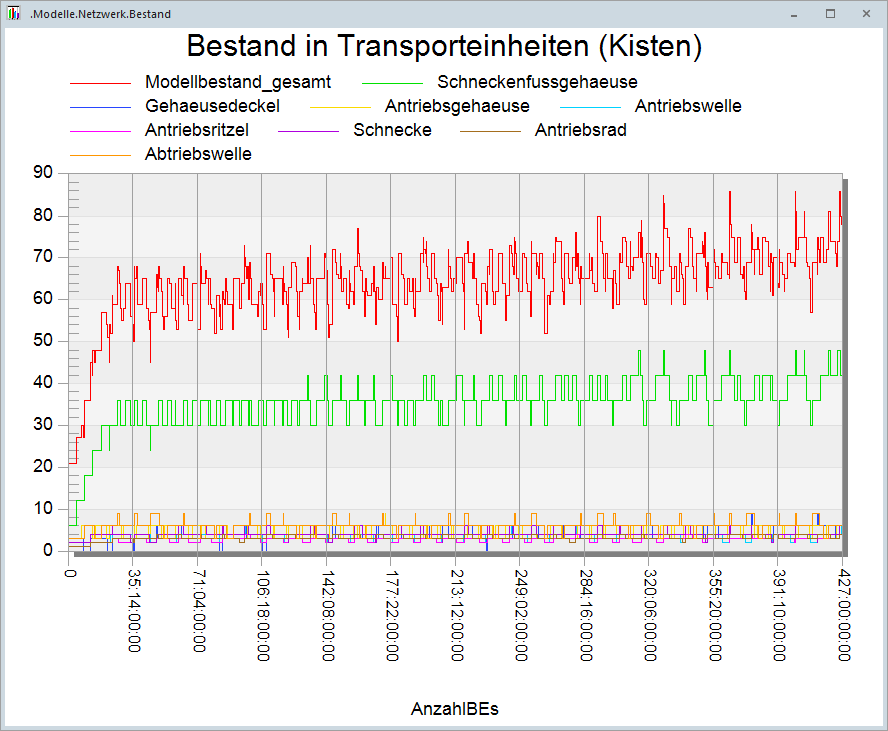 .Modelle.Netzwerk.Bestand
Bestand in Transporteinheiten (Kisten)
Modellbestand_gesamt Schneckenfussgehaeuse
Gehaeusedeckel Antriebsgehaeuse Antriebswelle
Antriebsritzel Schnecke Antriebsrad
Abtriebswelle
90
80
70
60
50
40
30
20
10
0
0 35:14:00:00 71:04:00:00 106:18:00:00 142:08:00:00 177:22:00:00 213:12:00:00 249:02:00:00 284:16:00:00 320:06:00:00 355:20:00:00 391:10:00:00 427:00:00:00
AnzahlBEs